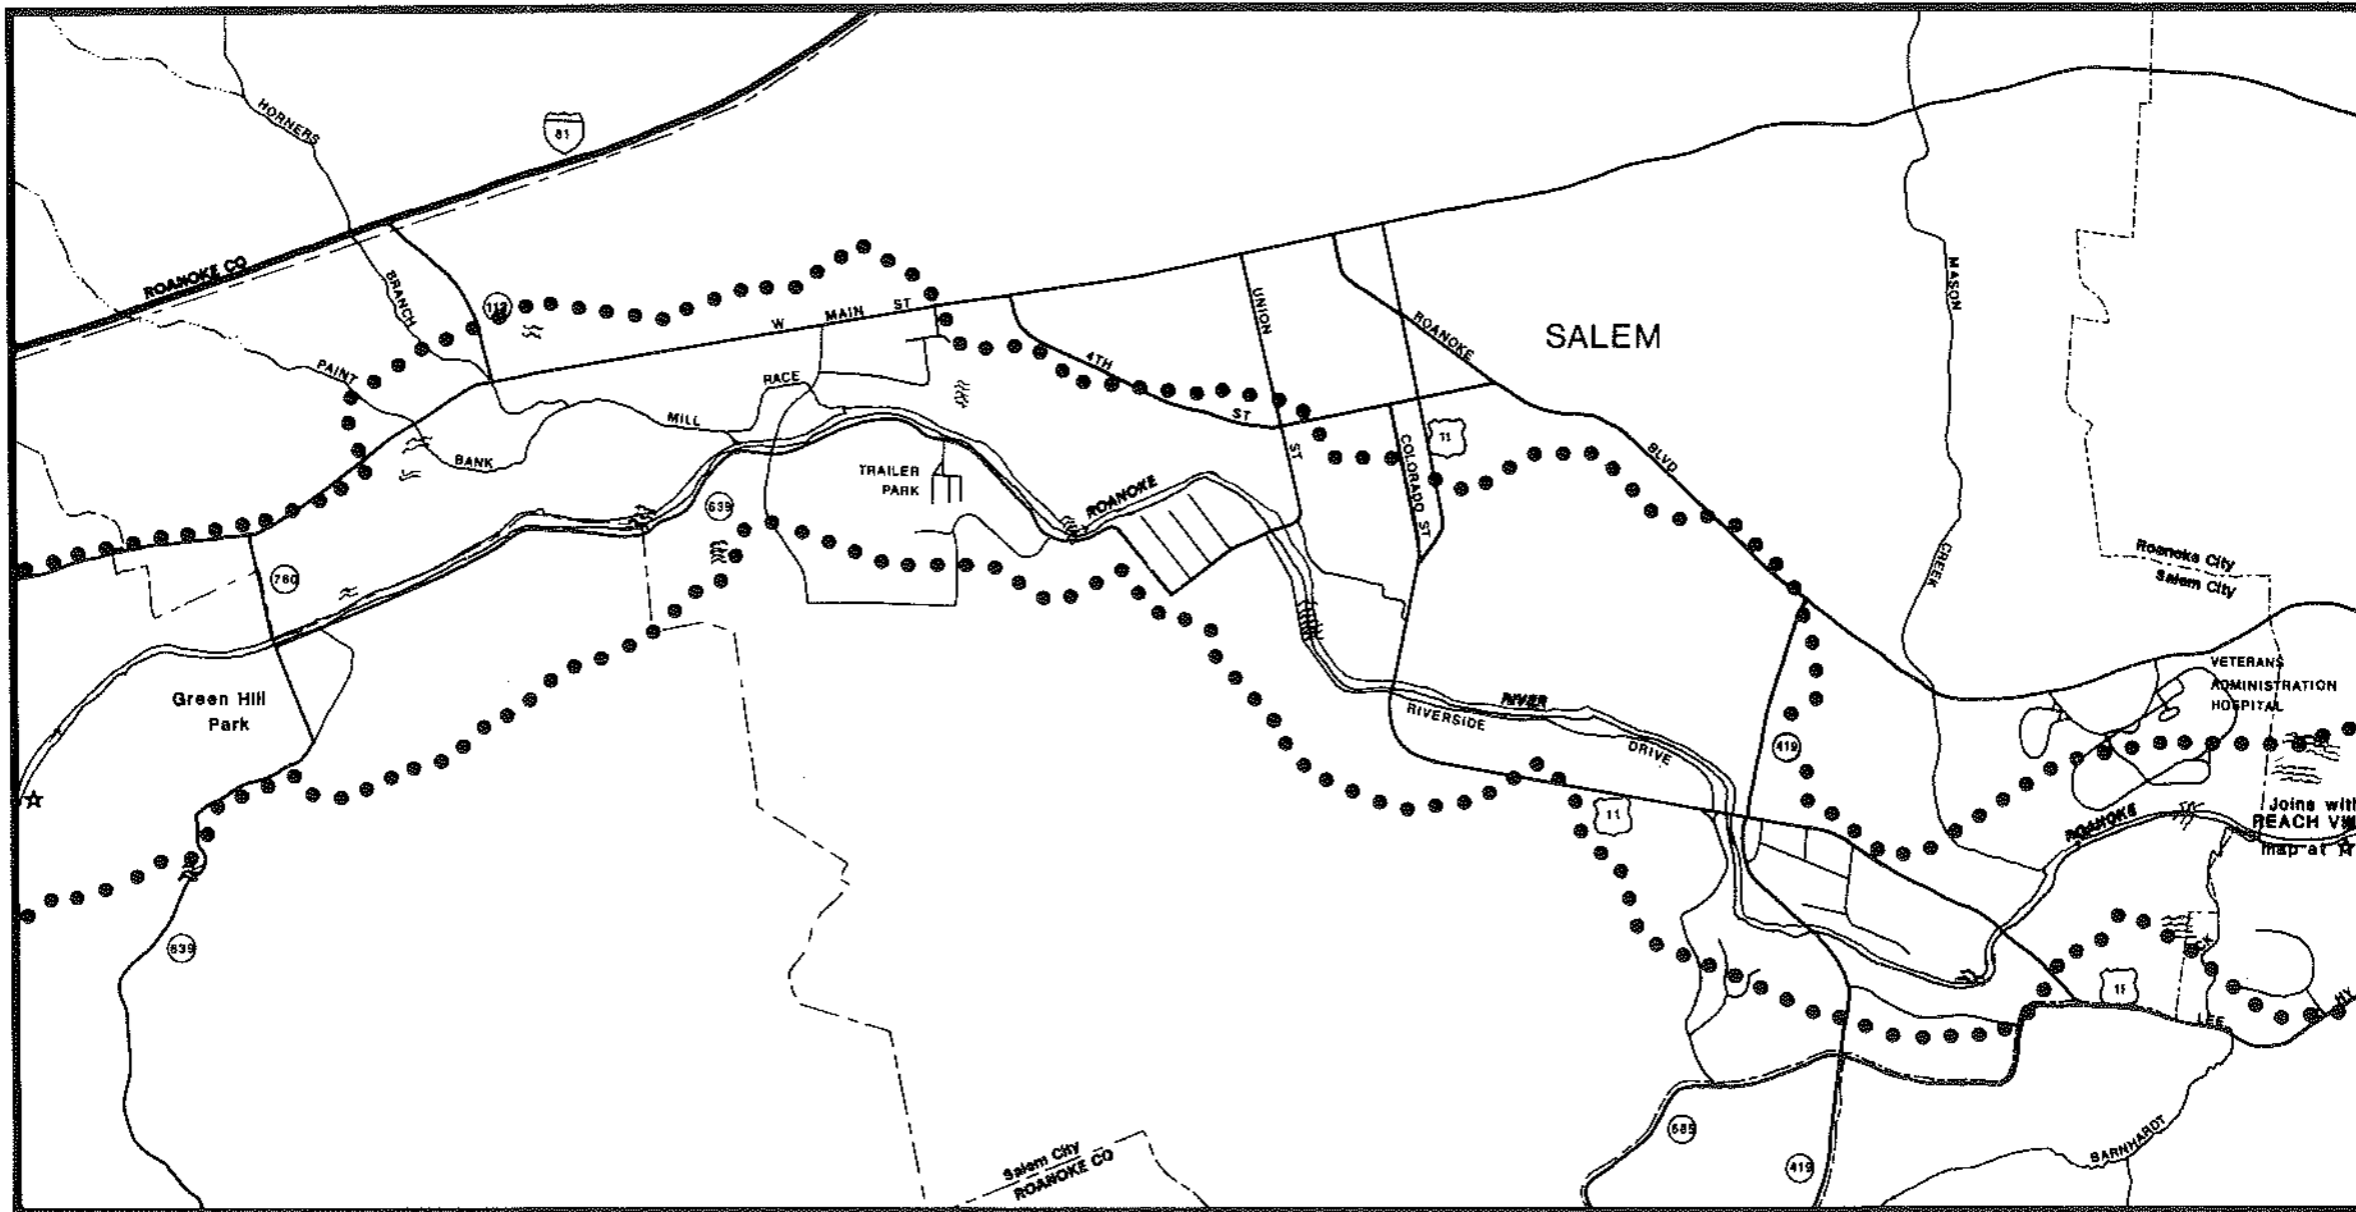 HORNERS
81
ROANOKE CO
BRANCH
112
W MAIN ST
PAINT
BANK
MILL
RACE
4TH
ST
UNION
ST
ROANOKE
BLVD
SALEM
MASON
CREEK
COLORADO ST
11
TRAILER
PARK
639
ROANOKE
760
Green Hill
Park
Roanoke City
Salem City
VETERANS
ADMINISTRATION
HOSPITAL
RIVER
RIVERSIDE
DRIVE
419
11
Joins with
REACH
map at
ROANOKE
639
11
LEE
HY
685
419
BARNHARDT
Salem City
ROANOKE CO